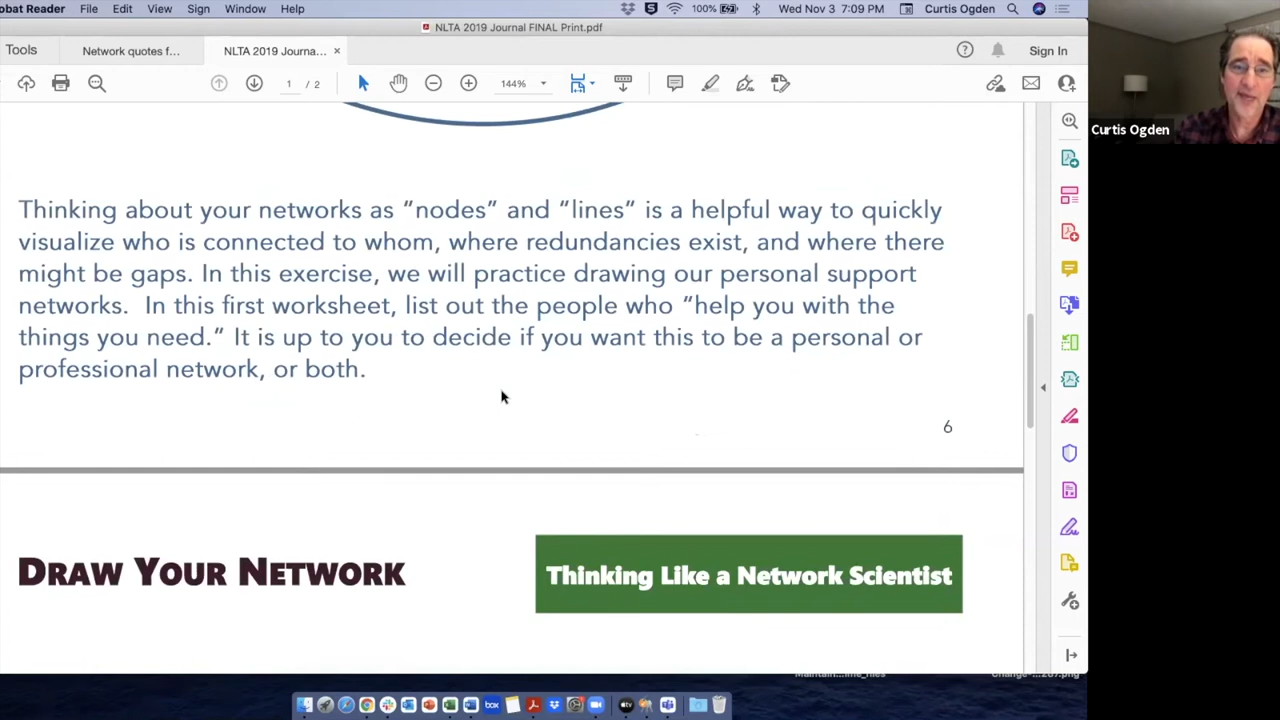 obat Reader File Edit View Sign Window Help 100% Wed Nov 3 7:09 PM Curtis Ogden
NLTA 2019 Journal FINAL Print.pdf
Tools Network quotes f... NLTA 2019 Journa... × Sign In
1 / 2 144%
Curtis Ogden
Thinking about your networks as “nodes” and “lines” is a helpful way to quickly
visualize who is connected to whom, where redundancies exist, and where there
might be gaps. In this exercise, we will practice drawing our personal support
networks. In this first worksheet, list out the people who “help you with the
things you need.” It is up to you to decide if you want this to be a personal or
professional network, or both.
6
DRAW YOUR NETWORK
Thinking Like a Network Scientist